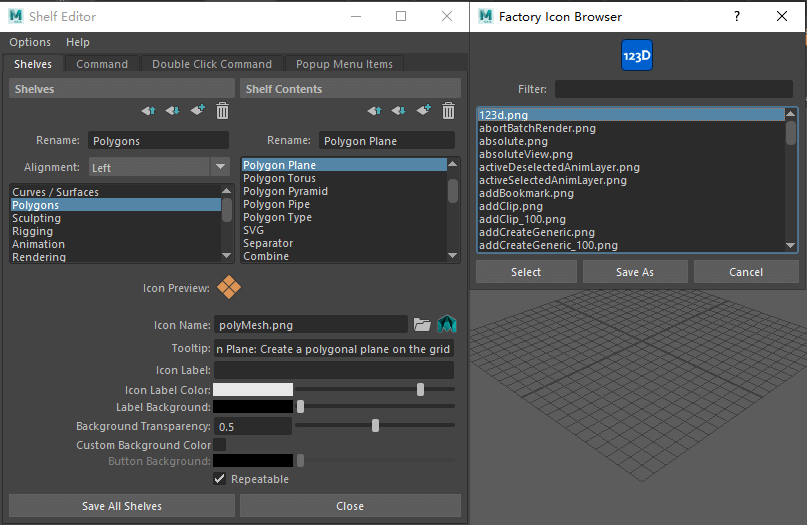 Shelf Editor
Options Help
Shelves Command Double Click Command Popup Menu Items
Shelves
Rename: Polygons
Alignment: Left
Curves / Surfaces
Polygons
Sculpting
Rigging
Animation
Rendering
Shelf Contents
Rename: Polygon Plane
Polygon Plane
Polygon Torus
Polygon Pyramid
Polygon Pipe
Polygon Type
SVG
Separator
Combine
Icon Preview:
Icon Name: polyMesh.png
Tooltip: n Plane: Create a polygonal plane on the grid
Icon Label:
Icon Label Color:
Label Background:
Background Transparency: 0.5
Custom Background Color
Button Background:
Repeatable
Save All Shelves Close
Factory Icon Browser
?
123D
Filter:
123d.png
abortBatchRender.png
absolute.png
absoluteView.png
activeDeselectedAnimLayer.png
activeSelectedAnimLayer.png
addBookmark.png
addClip.png
addClip_100.png
addCreateGeneric.png
addCreateGeneric_100.png
Select Save As Cancel